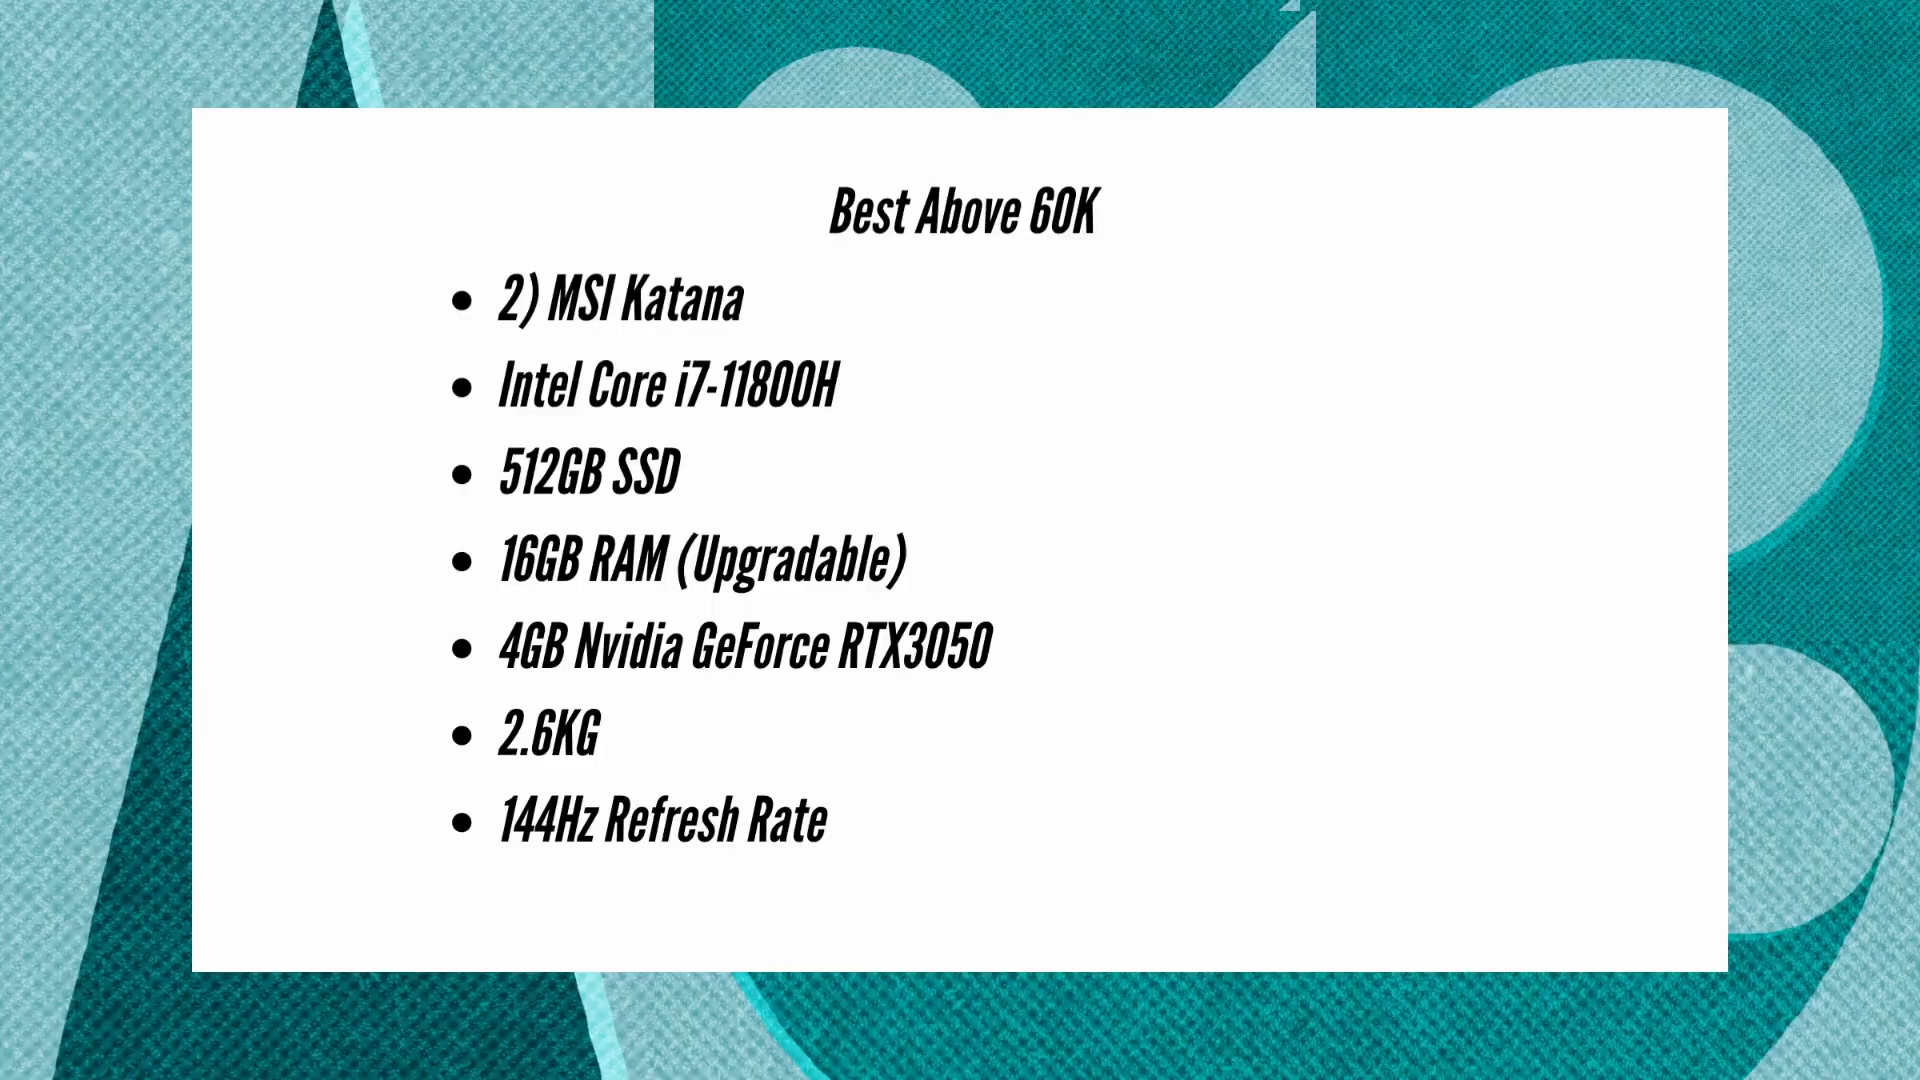 Best Above 60K
2) MSI Katana
Intel Core i7-11800H
512GB SSD
16GB RAM (Upgradable)
4GB Nvidia GeForce RTX3050
2.6KG
144Hz Refresh Rate